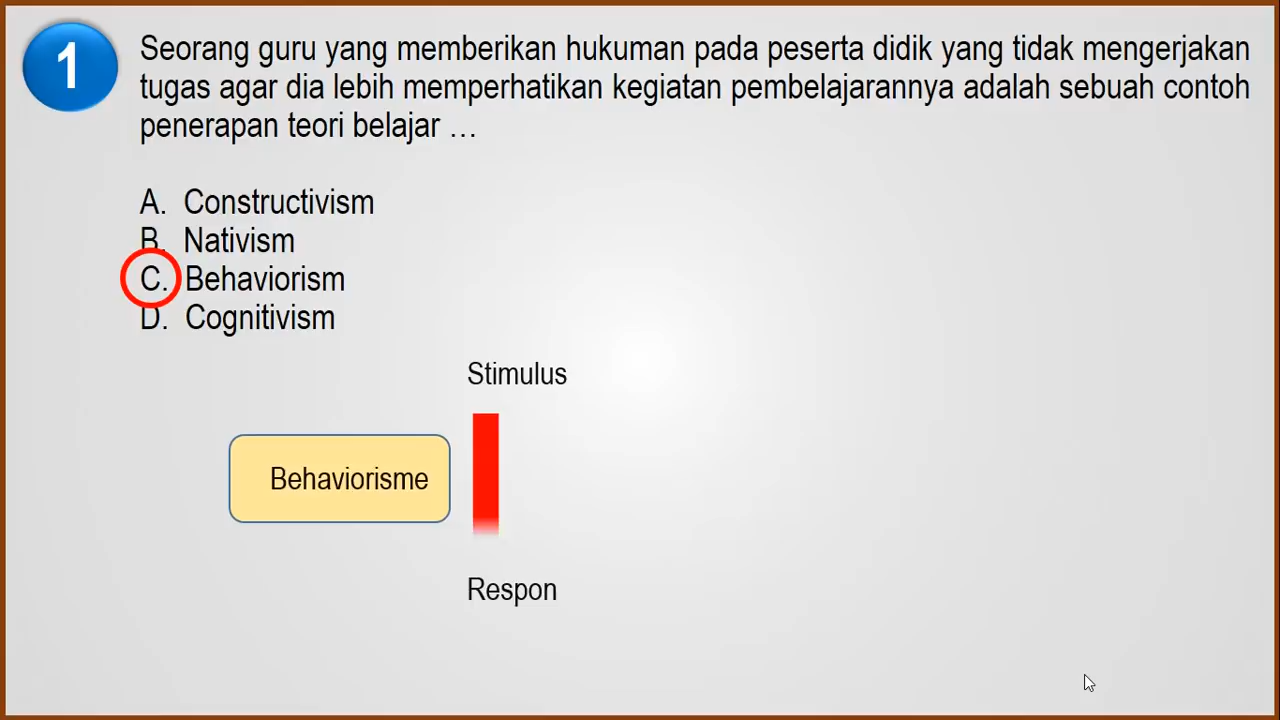 1
Seorang guru yang memberikan hukuman pada peserta didik yang tidak mengerjakan
tugas agar dia lebih memperhatikan kegiatan pembelajarannya adalah sebuah contoh
penerapan teori belajar …
A. Constructivism
B. Nativism
C. Behaviorism
D. Cognitivism
Stimulus
Behaviorisme
Respon